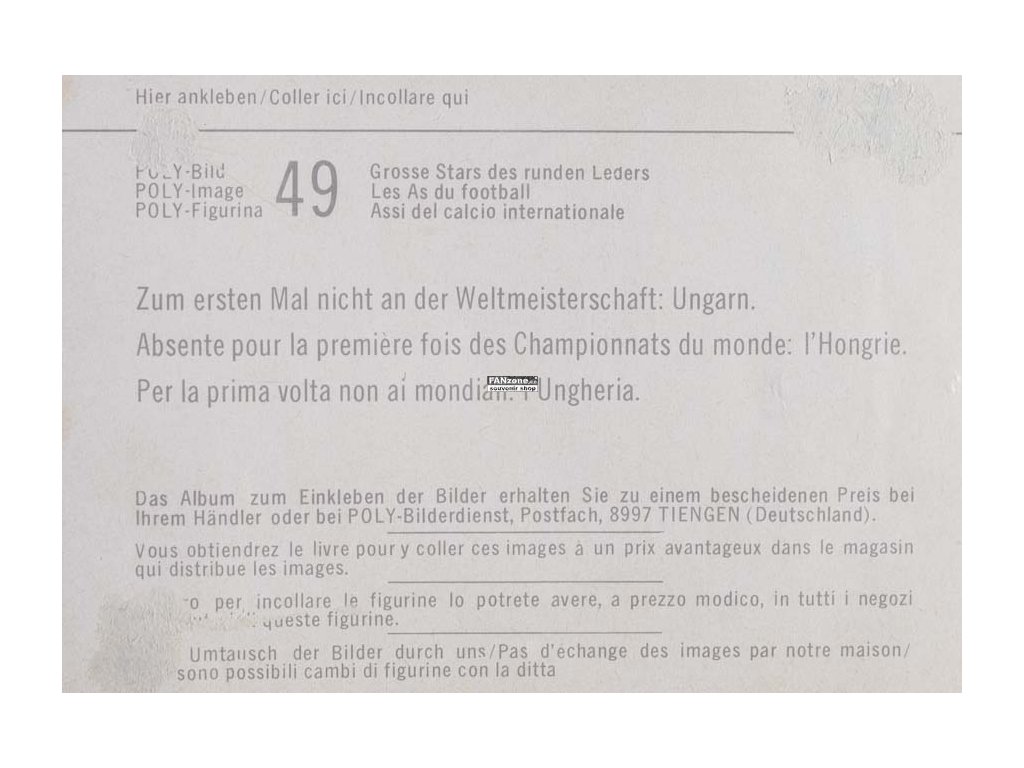 Hier ankleben/Coller ici/Incollare qui
POLY-Bild
POLY-Image
POLY-Figurina
49
Grosse Stars des runden Leders
Les As du football
Assi del calcio internationale
Zum ersten Mal nicht an der Weltmeisterschaft: Ungarn.
Absente pour la première fois des Championnats du monde: l'Hongrie.
Per la prima volta non ai l'Ungheria.
FANzone
souvenir shop
Das Album zum Einkleben der Bilder erhalten Sie zu einem bescheidenen Preis bei
Ihrem Händler oder bei POLY-Bilderdienst, Postfach, 8997 TIENGEN (Deutschland).
Vous obtiendrez le livre pour y coller ces images à un prix avantageux dans le magasin
qui distribue les images.
per incollare le figurine lo potrete avere, a prezzo modico, in tutti i negozi
queste figurine.
Umtausch der Bilder durch uns/Pas d'échange des images par notre maison/
sono possibili cambi di figurine con la ditta